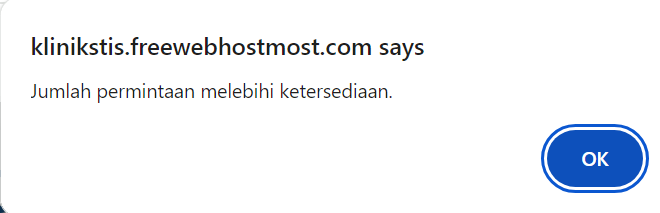 klinikstis.freewebhostmost.com says
Jumlah permintaan melebihi ketersediaan.
OK